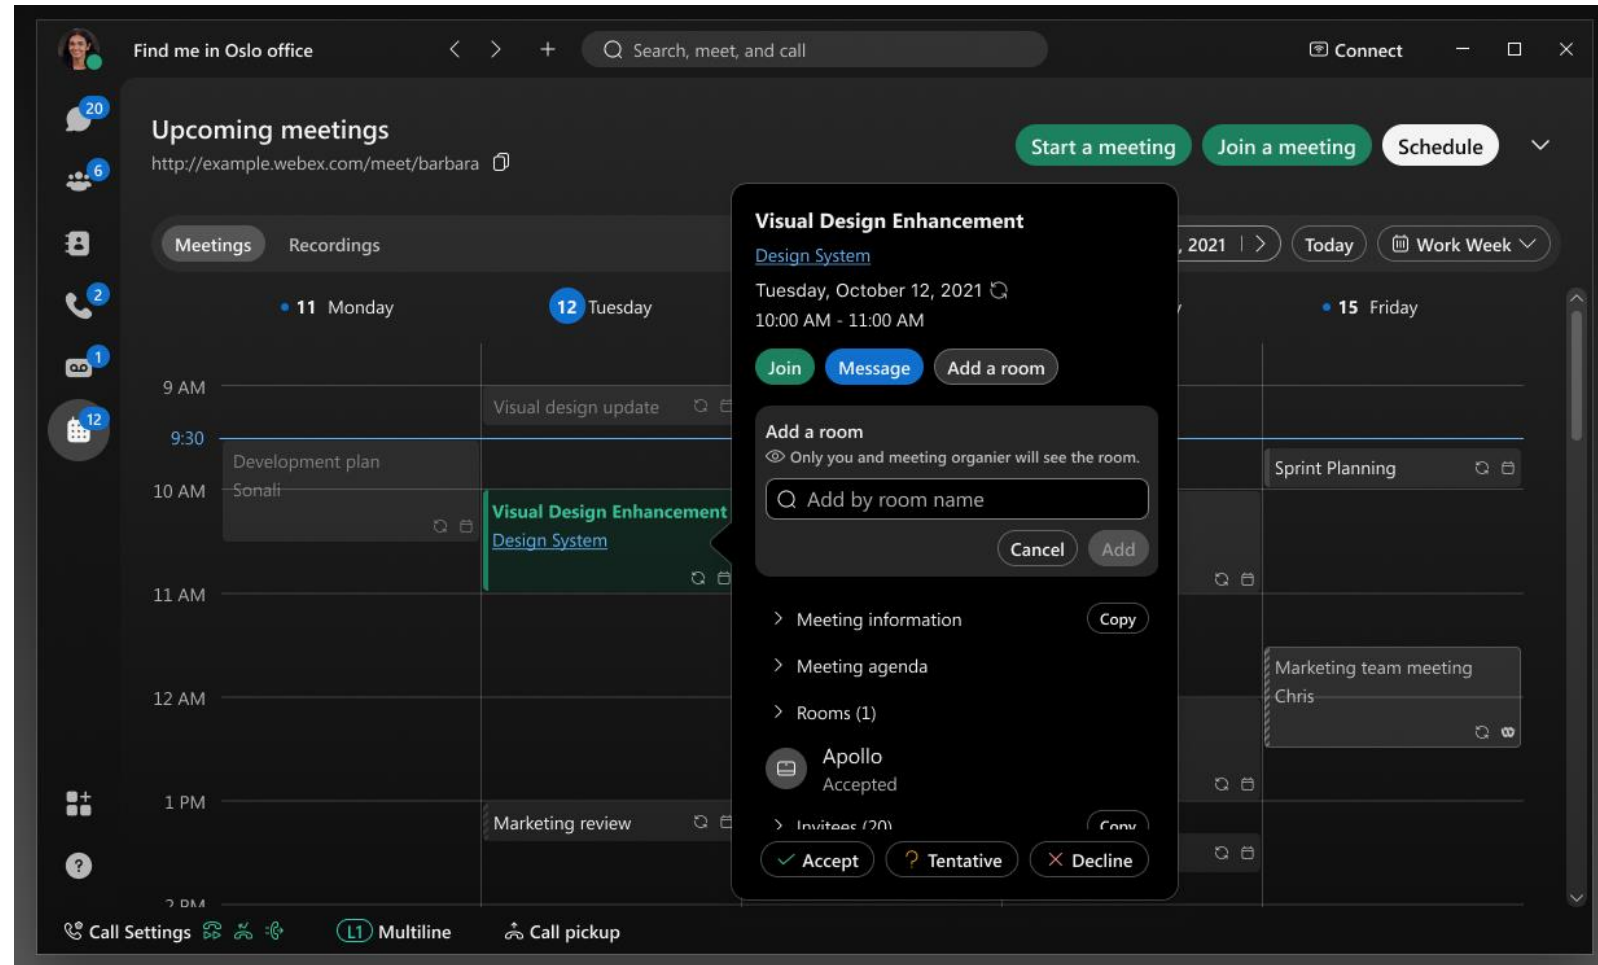 Find me in Oslo office
Search, meet, and call
Connect
20
6
2
1
12
Upcoming meetings
http://example.webex.com/meet/barbara
Start a meeting
Join a meeting
Schedule
Meetings Recordings
, 2021
Today
Work Week
11 Monday
12 Tuesday
15 Friday
9 AM
9:30
10 AM
11 AM
12 AM
1 PM
2 PM
Development plan
Sonali
Visual design update
Visual Design Enhancement
Design System
Marketing review
Visual Design Enhancement
Design System
Tuesday, October 12, 2021
10:00 AM - 11:00 AM
Join Message Add a room
Add a room
Only you and meeting organier will see the room.
Add by room name
Cancel Add
Meeting information Copy
Meeting agenda
Rooms (1)
Apollo
Accepted
Invitees (20) Copy
Accept ? Tentative Decline
Sprint Planning
Marketing team meeting
Chris
?
Call Settings L1 Multiline Call pickup